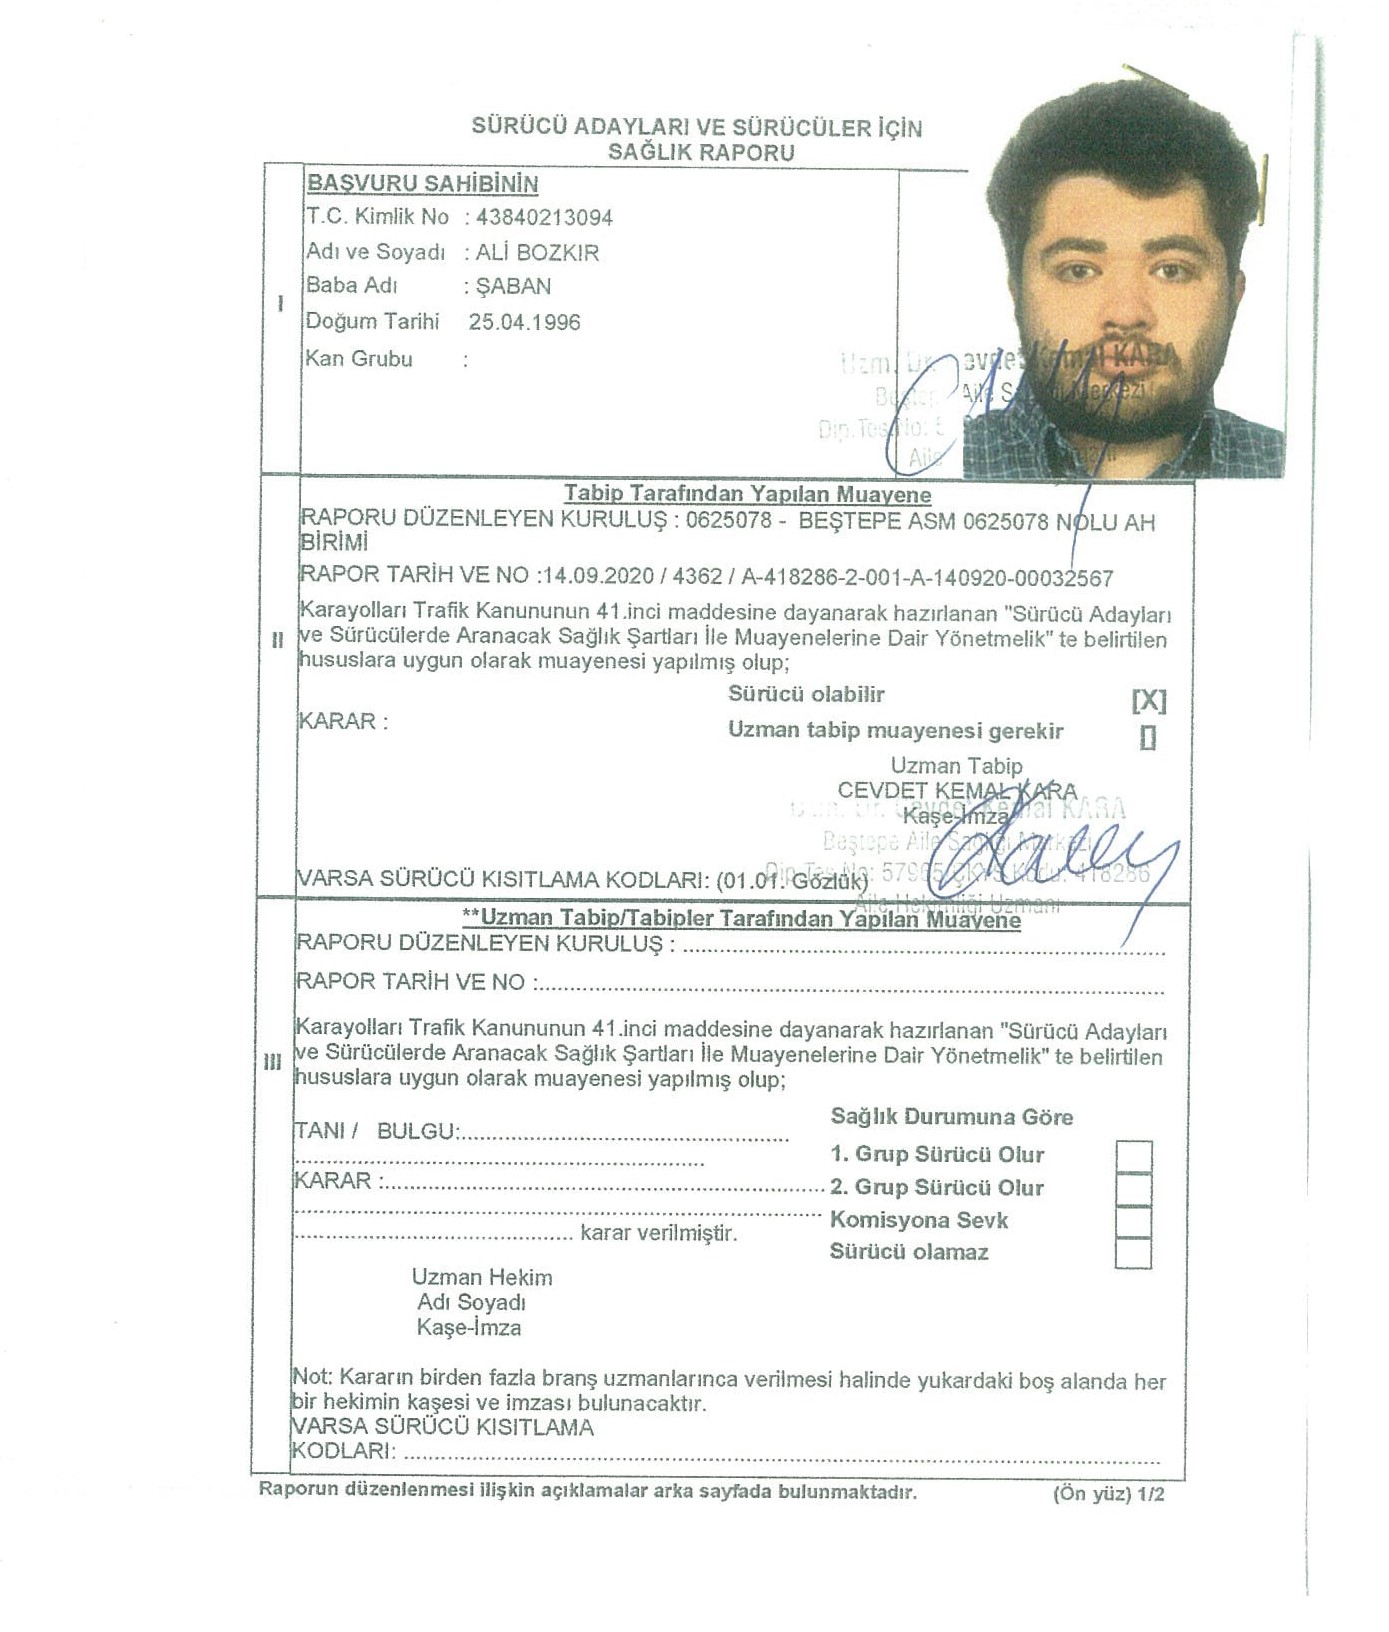 SÜRÜCÜ ADAYLARI VE SÜRÜCÜLER İÇİN
SAĞLIK RAPORU
I
BAŞVURU SAHİBİNİN
T.C. Kimlik No : 43840213094
Adı ve Soyadı : ALİ BOZKIR
Baba Adı : ŞABAN
Doğum Tarihi 25.04.1996
Kan Grubu :
Uzm. Dr. Cevdet Kemal KARA
Aile Sağlığı Merkezi
Dip.Tes.No:
Aile
II
Tabip Tarafından Yapılan Muayene
RAPORU DÜZENLEYEN KURULUŞ : 0625078 - BEŞTEPE ASM 0625078 NOLU AH
BİRİMİ
RAPOR TARİH VE NO :14.09.2020 / 4362 / A-418286-2-001-A-140920-00032567
Karayolları Trafik Kanununun 41.inci maddesine dayanarak hazırlanan "Sürücü Adayları
ve Sürücülerde Aranacak Sağlık Şartları İle Muayenelerine Dair Yönetmelik" te belirtilen
hususlara uygun olarak muayenesi yapılmış olup;
Sürücü olabilir [X]
KARAR :
Uzman tabip muayenesi gerekir []
Uzman Tabip
CEVDET KEMAL KARA
Kaşe-İmza
Uzm. Dr. Cevdet Kemal KARA
Beştepe Aile Sağlığı Merkezi
Dip.Tes.No: 57965 ÇKYS Kodu: 418286
Aile Hekimliği Uzmanı
VARSA SÜRÜCÜ KISITLAMA KODLARI: (01.01. Gözlük)
III
**Uzman Tabip/Tabipler Tarafından Yapılan Muayene
RAPORU DÜZENLEYEN KURULUŞ :
RAPOR TARİH VE NO :
Karayolları Trafik Kanununun 41.inci maddesine dayanarak hazırlanan "Sürücü Adayları
ve Sürücülerde Aranacak Sağlık Şartları İle Muayenelerine Dair Yönetmelik" te belirtilen
hususlara uygun olarak muayenesi yapılmış olup;
Sağlık Durumuna Göre
TANI / BULGU:
1. Grup Sürücü Olur
KARAR :
2. Grup Sürücü Olur
Komisyona Sevk
karar verilmiştir.
Sürücü olamaz
Uzman Hekim
Adı Soyadı
Kaşe-İmza
Not: Kararın birden fazla branş uzmanlarınca verilmesi halinde yukardaki boş alanda her
bir hekimin kaşesi ve imzası bulunacaktır.
VARSA SÜRÜCÜ KISITLAMA
KODLARI:
Raporun düzenlenmesi ilişkin açıklamalar arka sayfada bulunmaktadır. (Ön yüz) 1/2